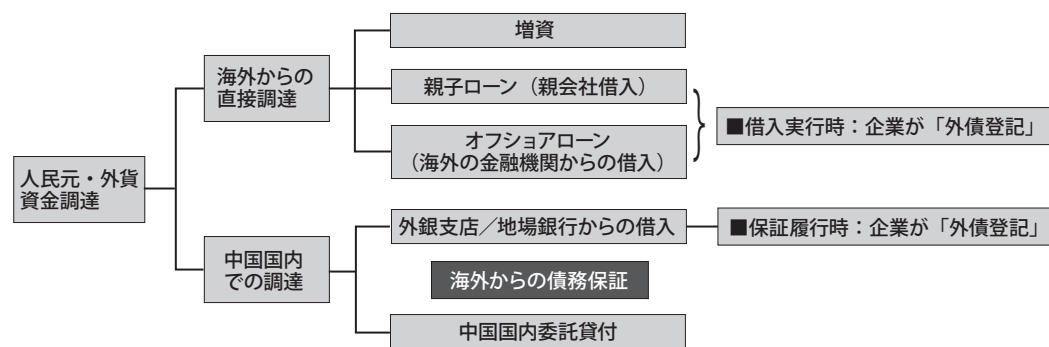 人民元・外貨
資金調達
海外からの
直接調達
増資
親子ローン（親会社借入）
オフショアローン
（海外の金融機関からの借入）
■借入実行時：企業が「外債登記」
中国国内
での調達
外銀支店／地場銀行からの借入
■保証履行時：企業が「外債登記」
海外からの債務保証
中国国内委託貸付